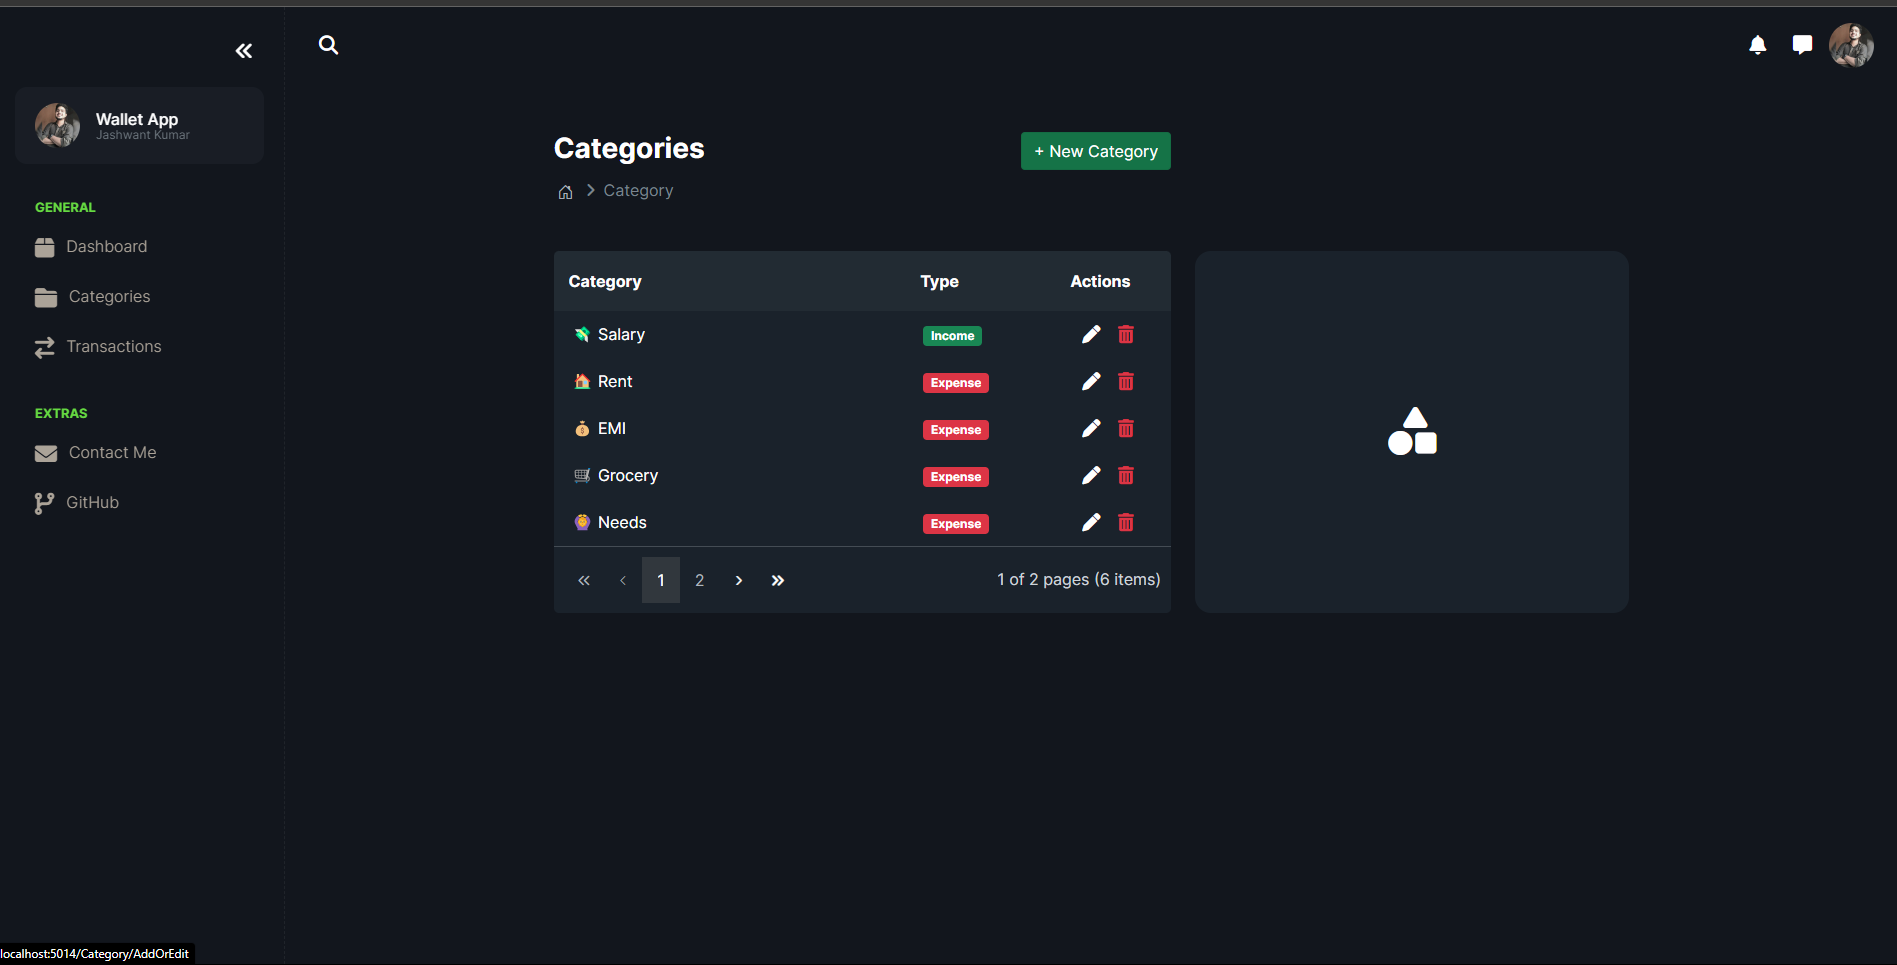 Wallet App
Jashwant Kumar
GENERAL
Dashboard
Categories
Transactions
EXTRAS
Contact Me
GitHub
Categories
+ New Category
Category
Category Type Actions
Salary Income
Rent Expense
EMI Expense
Grocery Expense
Needs Expense
« ‹ 1 2 › » 1 of 2 pages (6 items)
localhost:5014/Category/AddOrEdit